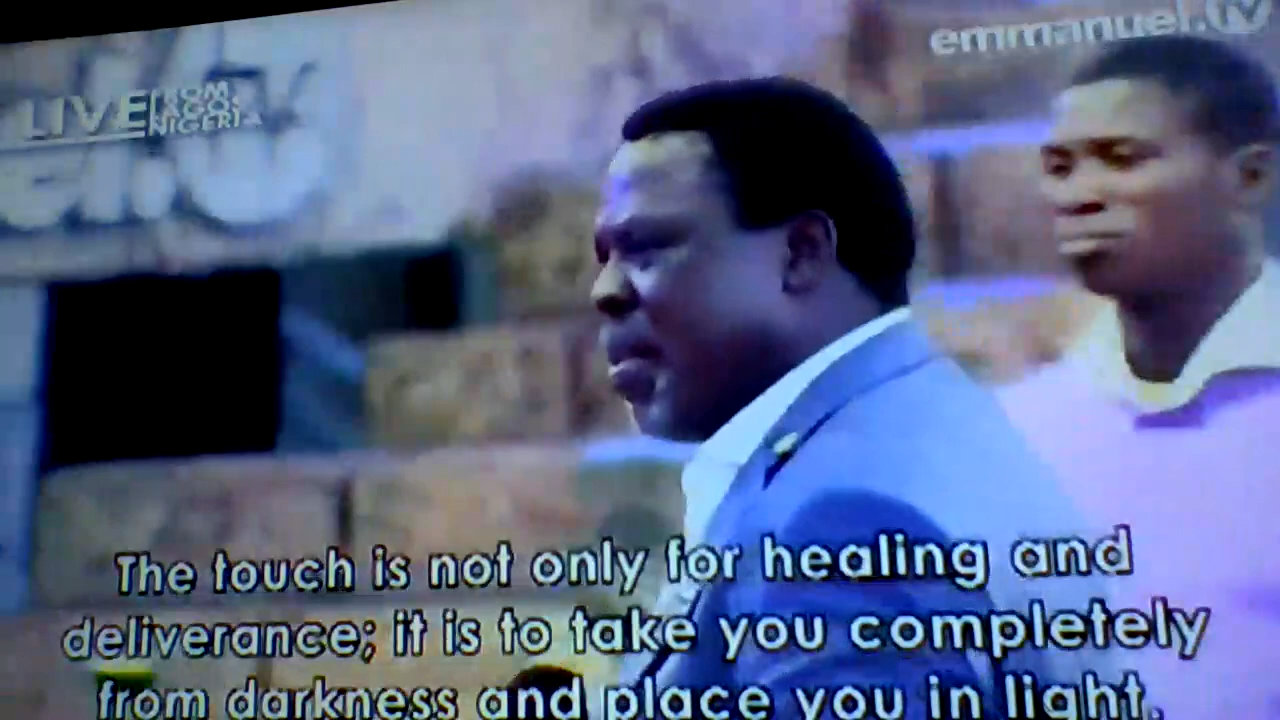 emmanuel.tv
LIVE FROM
LAGOS
NIGERIA
The touch is not only for healing and
deliverance; it is to take you completely
from darkness and place you in light.